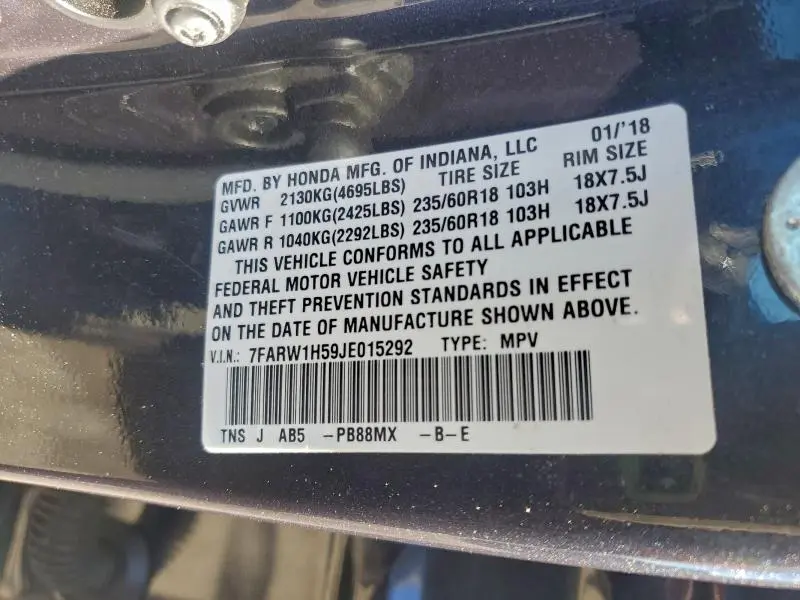 MFD. BY HONDA MFG. OF INDIANA, LLC 01/'18
GVWR 2130KG(4695LBS) TIRE SIZE RIM SIZE
GAWR F 1100KG(2425LBS) 235/60R18 103H 18X7.5J
GAWR R 1040KG(2292LBS) 235/60R18 103H 18X7.5J
THIS VEHICLE CONFORMS TO ALL APPLICABLE
FEDERAL MOTOR VEHICLE SAFETY
AND THEFT PREVENTION STANDARDS IN EFFECT
ON THE DATE OF MANUFACTURE SHOWN ABOVE.
V.I.N.: 7FARW1H59JE015292 TYPE: MPV
TNS J AB5 -PB88MX -B-E